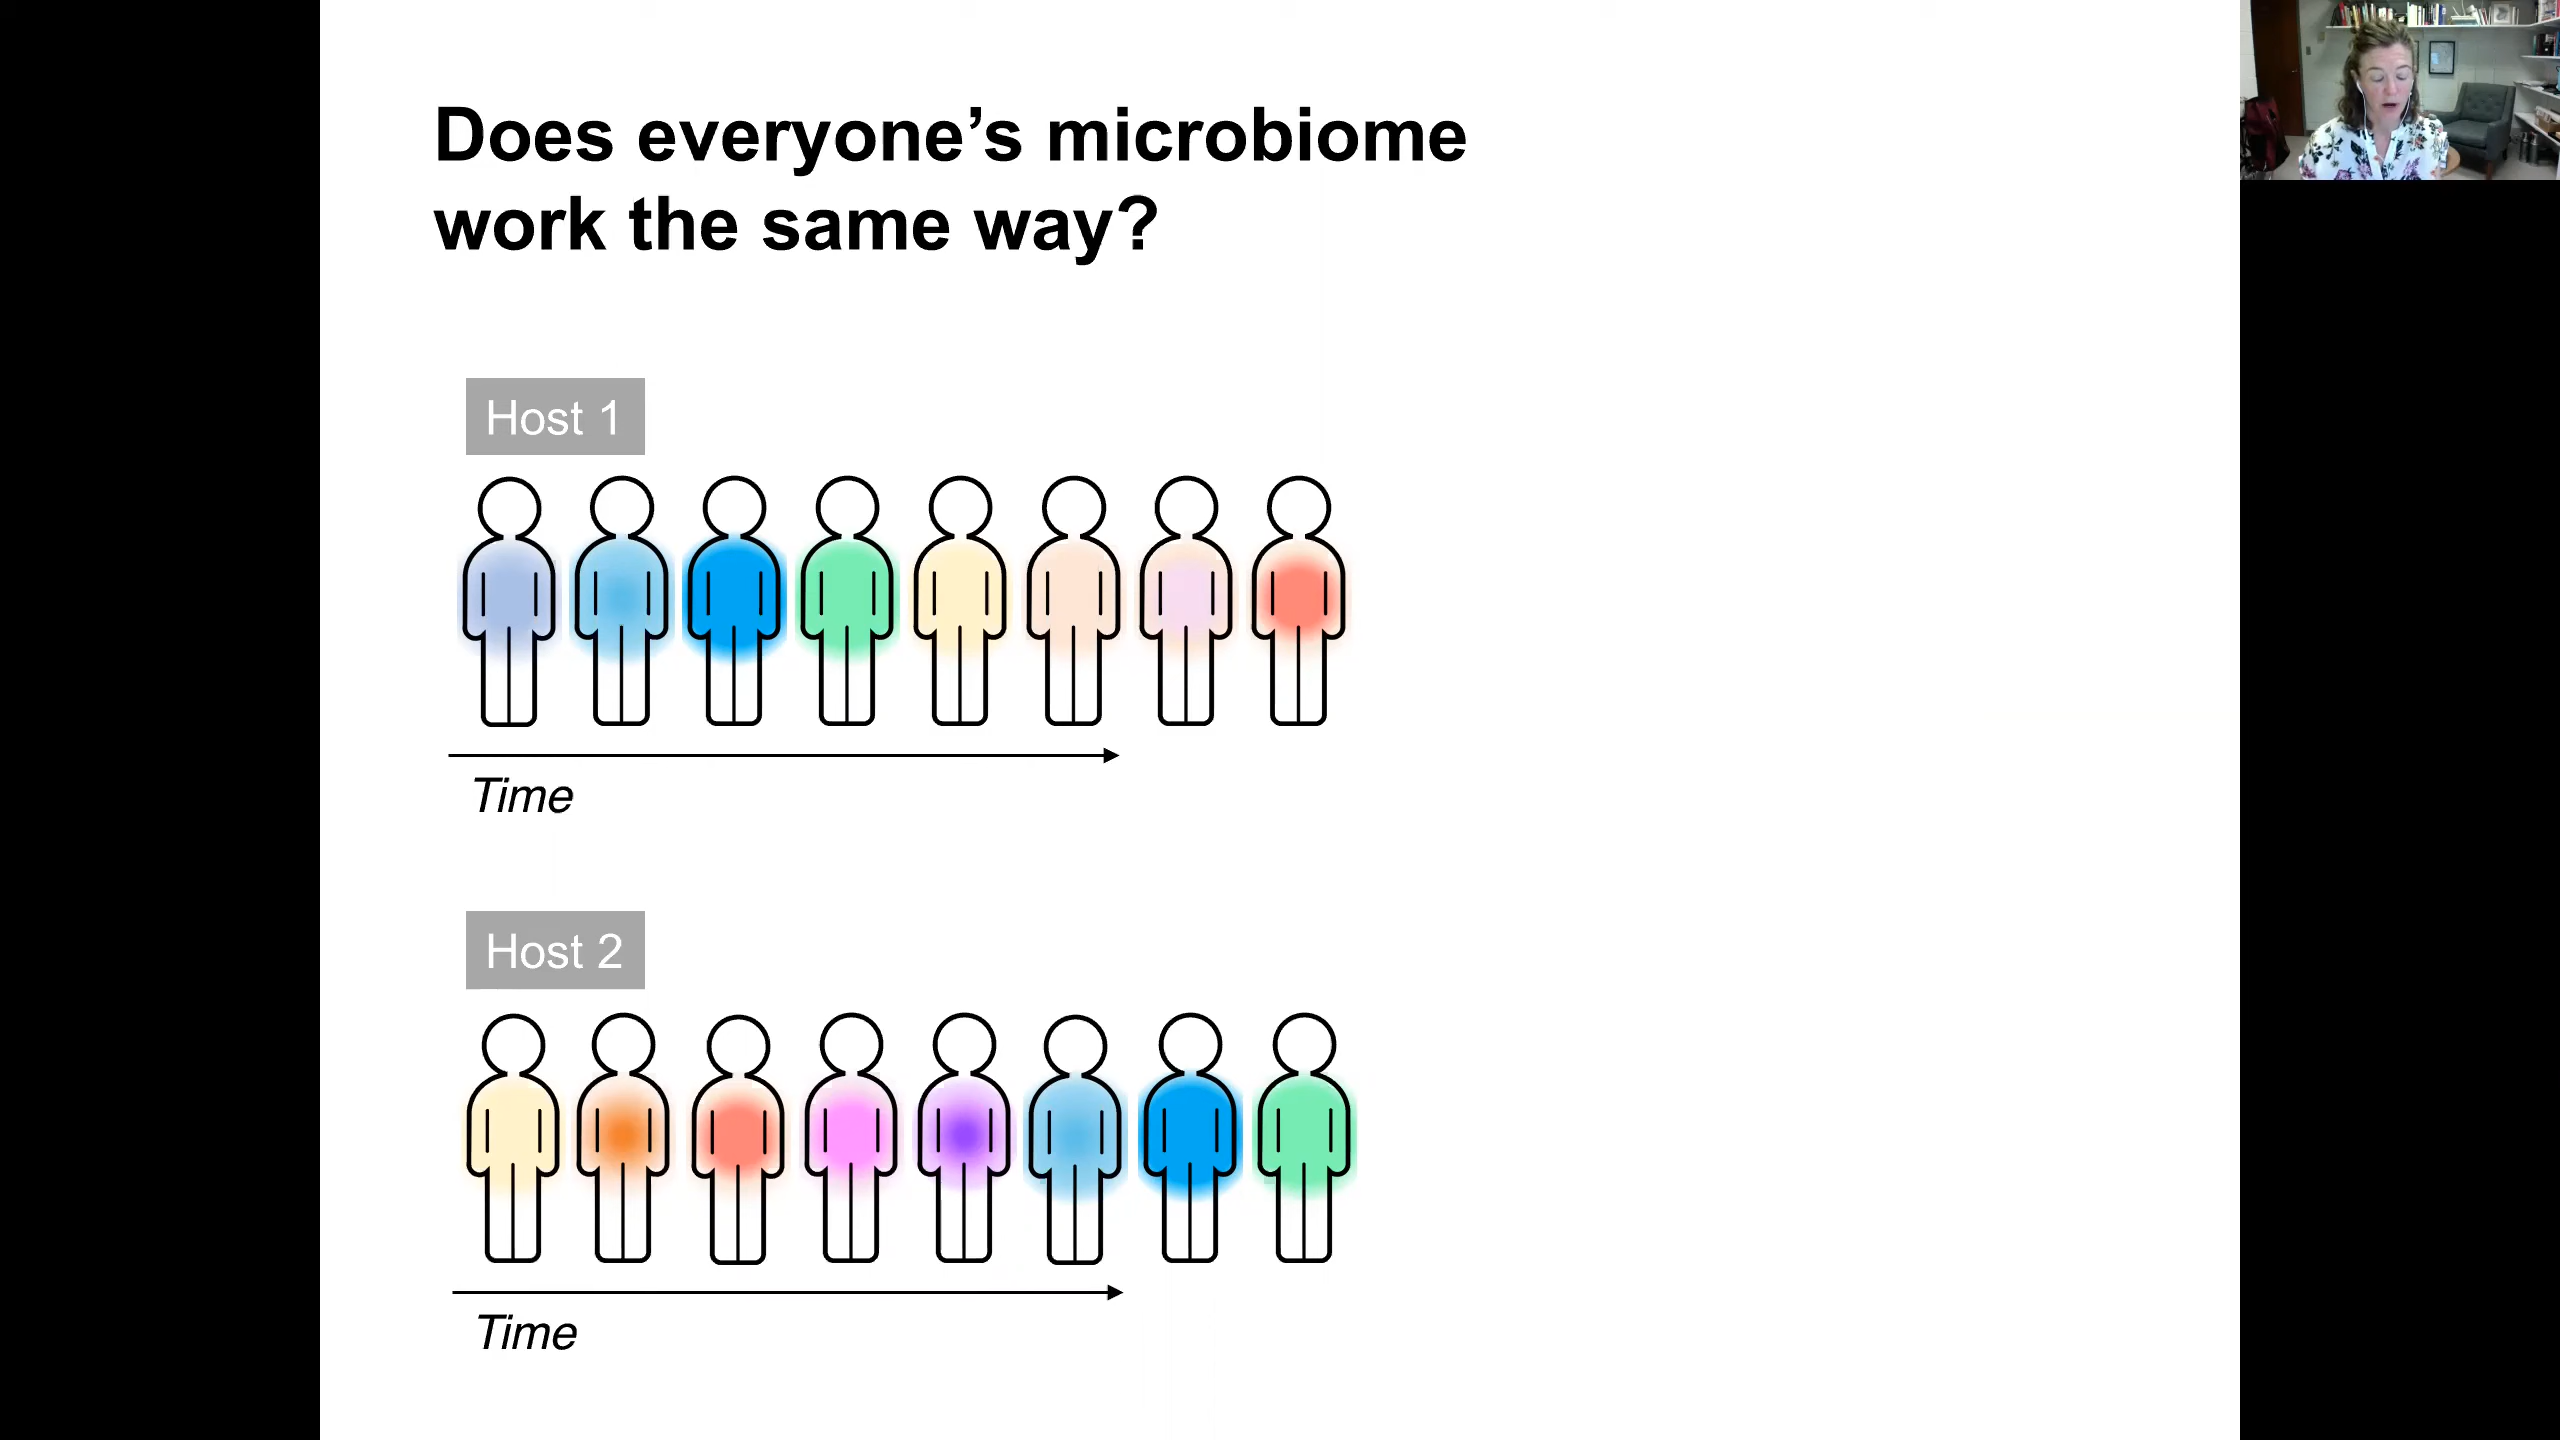 Does everyone’s microbiome
work the same way?
Host 1
Time
Host 2
Time